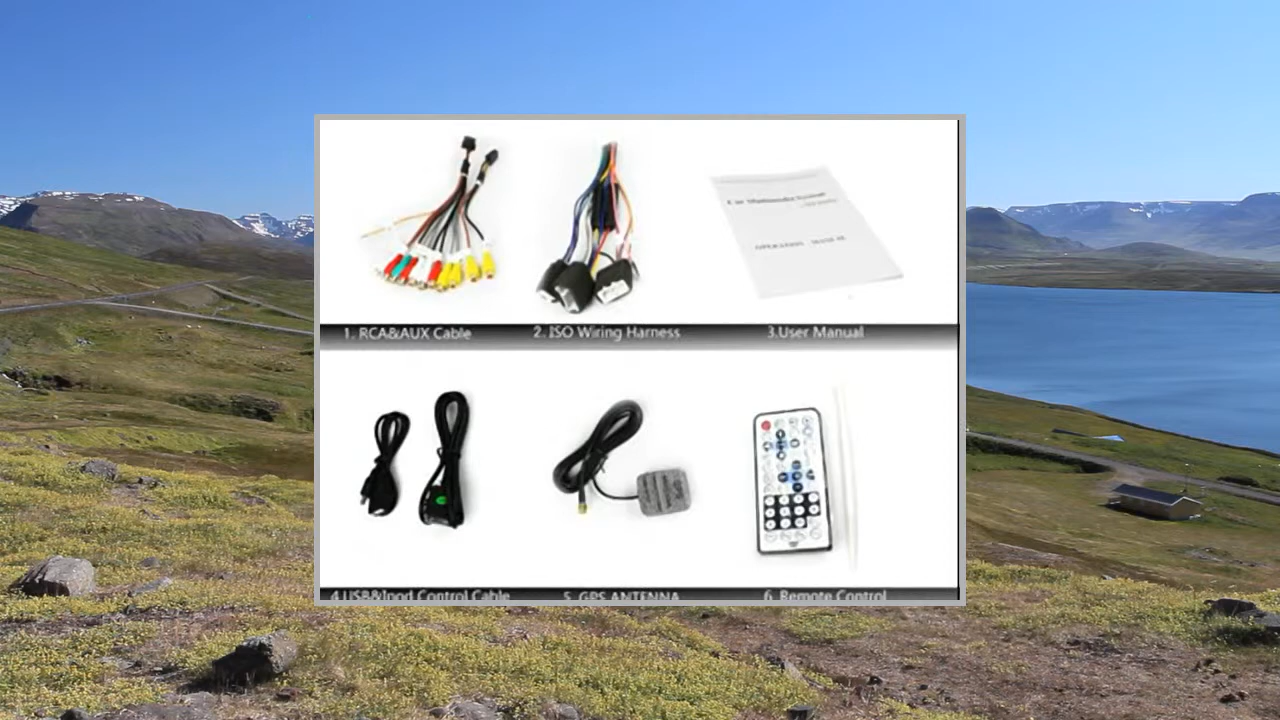 1. RCA&AUX Cable
2. ISO Wiring Harness
3.User Manual
4.USB&Ipod Control Cable
5. GPS ANTENNA
6. Remote Control